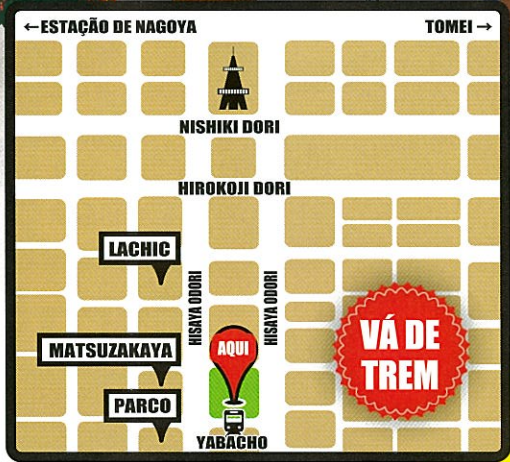 ←ESTAÇÃO DE NAGOYA
TOMEI→
NISHIKI DORI
HIROKOJI DORI
LACHIC
HISAYA ODORI
HISAYA ODORI
MATSUZAKAYA
AQUI
VÁ DE
TREM
PARCO
YABACHO